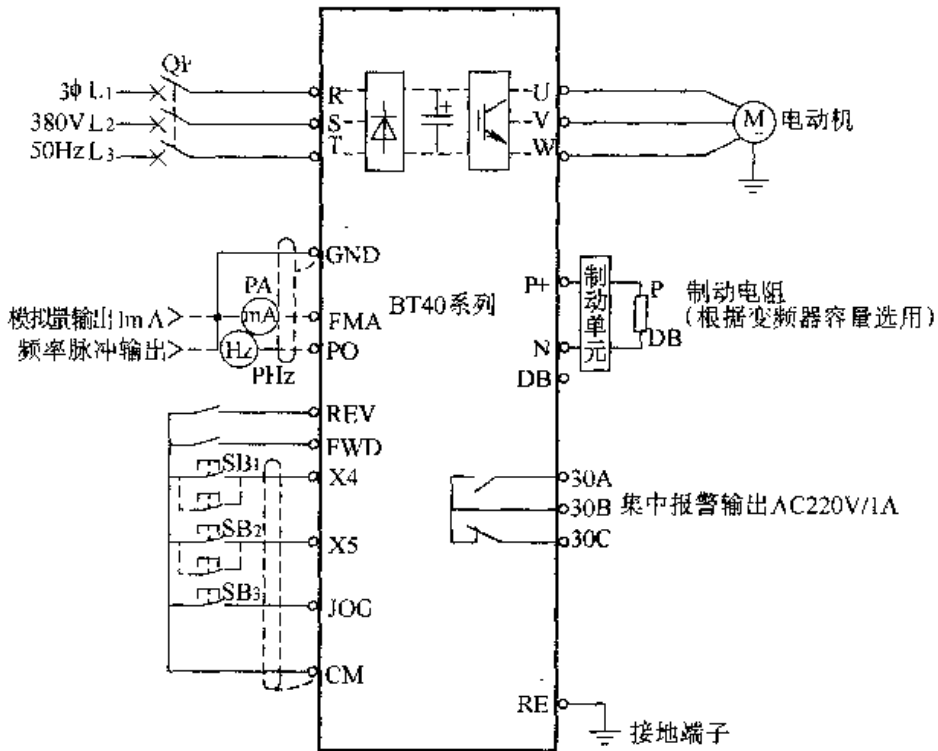 QF
3ϕ L1
R
U
380V L2
S
V
M
电动机
50Hz L3
T
W
+
GND
PA
模拟量输出1mA
mA
FMA
BT40系列
频率脉冲输出
Hz
PO
PHz
P+
制动单元
P
制动电阻
(根据变频器容量选用)
DB
N
DB
REV
FWD
SB1
X4
SB2
X5
SB3
JOG
CM
30A
30B
集中报警输出AC220V/1A
30C
RE
接地端子